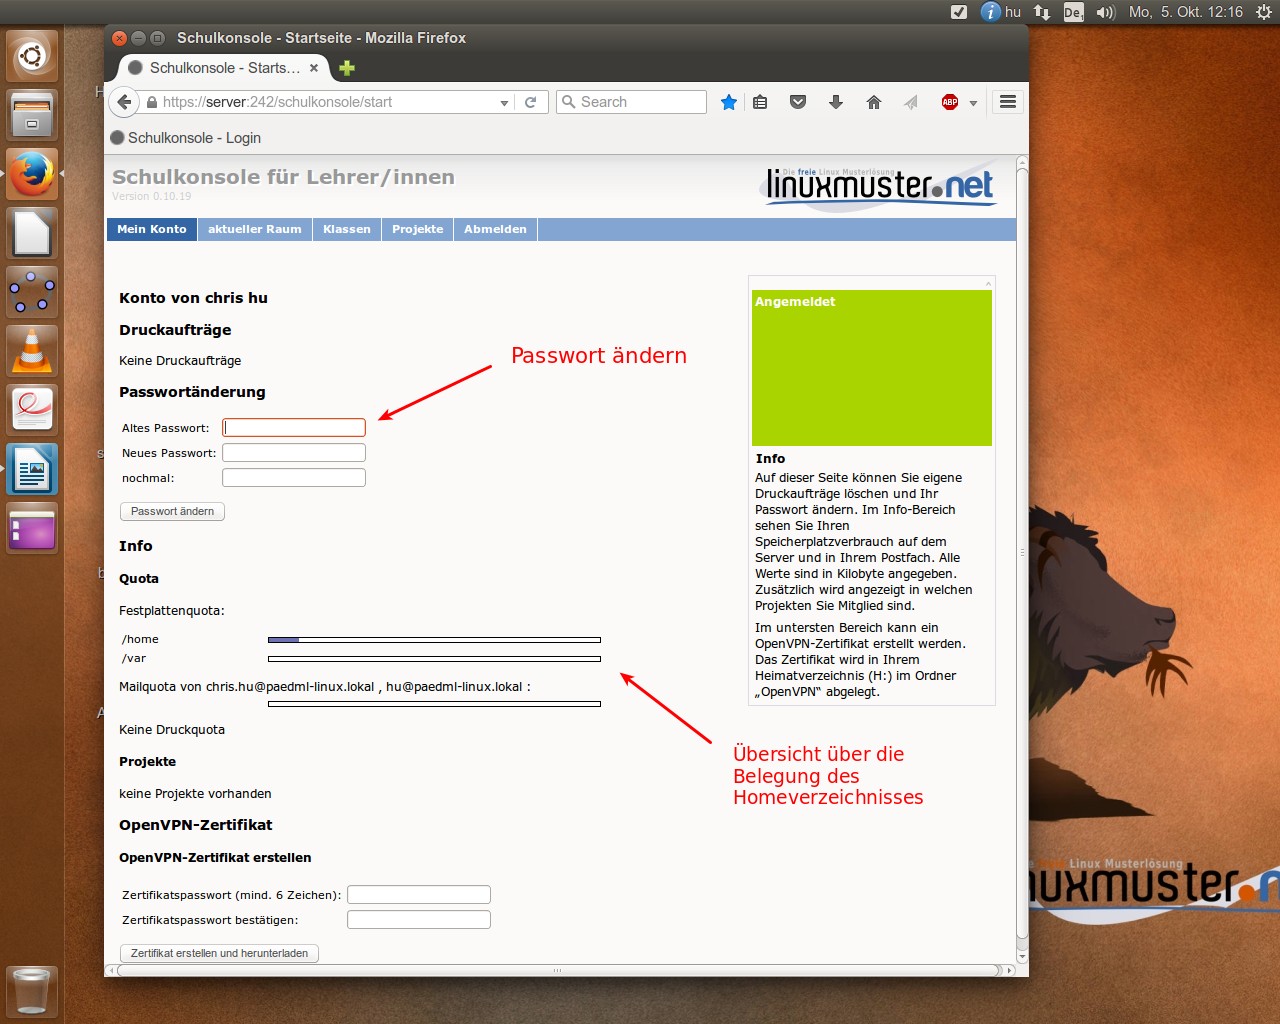 hu
De
Mo, 5. Okt. 12:16
Schulkonsole - Startseite - Mozilla Firefox
Schulkonsole - Starts…
https://server:242/schulkonsole/start
Search
ABP
Schulkonsole - Login
Schulkonsole für Lehrer/innen
Version 0.10.19
Die freie Linux Musterlösung
linuxmuster.net
Mein Konto
aktueller Raum
Klassen
Projekte
Abmelden
Konto von chris hu
Druckaufträge
Keine Druckaufträge
Passwortänderung
Altes Passwort:
Neues Passwort:
nochmal:
Passwort ändern
Passwort ändern
Info
Quota
Festplattenquota:
/home
/var
Mailquota von chris.hu@paedml-linux.lokal , hu@paedml-linux.lokal :
Keine Druckquota
Projekte
keine Projekte vorhanden
OpenVPN-Zertifikat
OpenVPN-Zertifikat erstellen
Zertifikatspasswort (mind. 6 Zeichen):
Zertifikatspasswort bestätigen:
Zertifikat erstellen und herunterladen
Angemeldet
Info
Auf dieser Seite können Sie eigene
Druckaufträge löschen und Ihr
Passwort ändern. Im Info-Bereich
sehen Sie Ihren
Speicherplatzverbrauch auf dem
Server und in Ihrem Postfach. Alle
Werte sind in Kilobyte angegeben.
Zusätzlich wird angezeigt in welchen
Projekten Sie Mitglied sind.
Im untersten Bereich kann ein
OpenVPN-Zertifikat erstellt werden.
Das Zertifikat wird in Ihrem
Heimatverzeichnis (H:) im Ordner
„OpenVPN“ abgelegt.
Übersicht über die
Belegung des
Homeverzeichnisses
Linux Musterlösung
nuxmuster.n